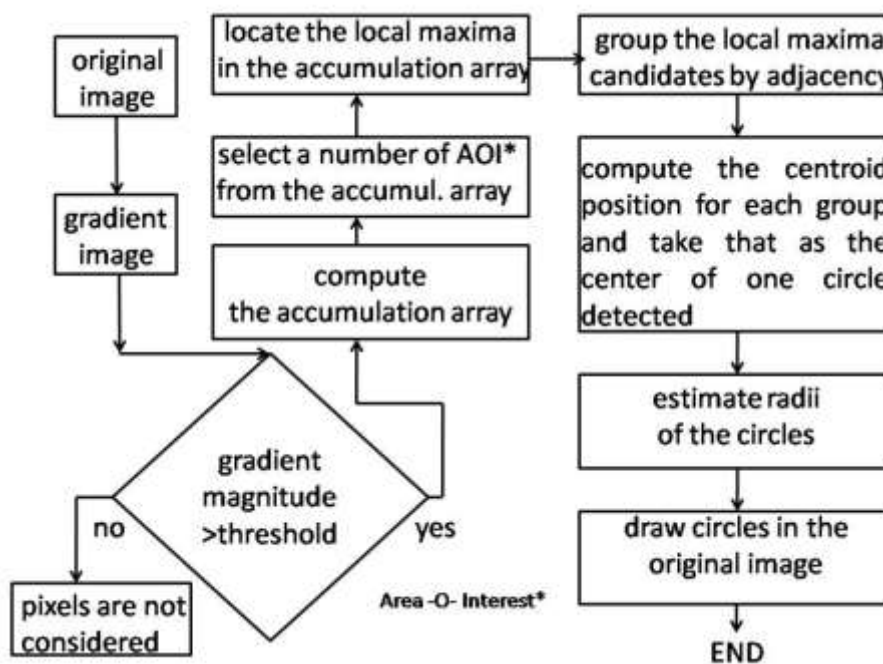 original
image
gradient
image
gradient
magnitude
>threshold
no
yes
pixels are not
considered
compute
the accumulation array
select a number of AOI*
from the accumul. array
locate the local maxima
in the accumulation array
group the local maxima
candidates by adjacency
compute the centroid
position for each group
and take that as the
center of one circle
detected
estimate radii
of the circles
draw circles in the
original image
END
Area -O- Interest*